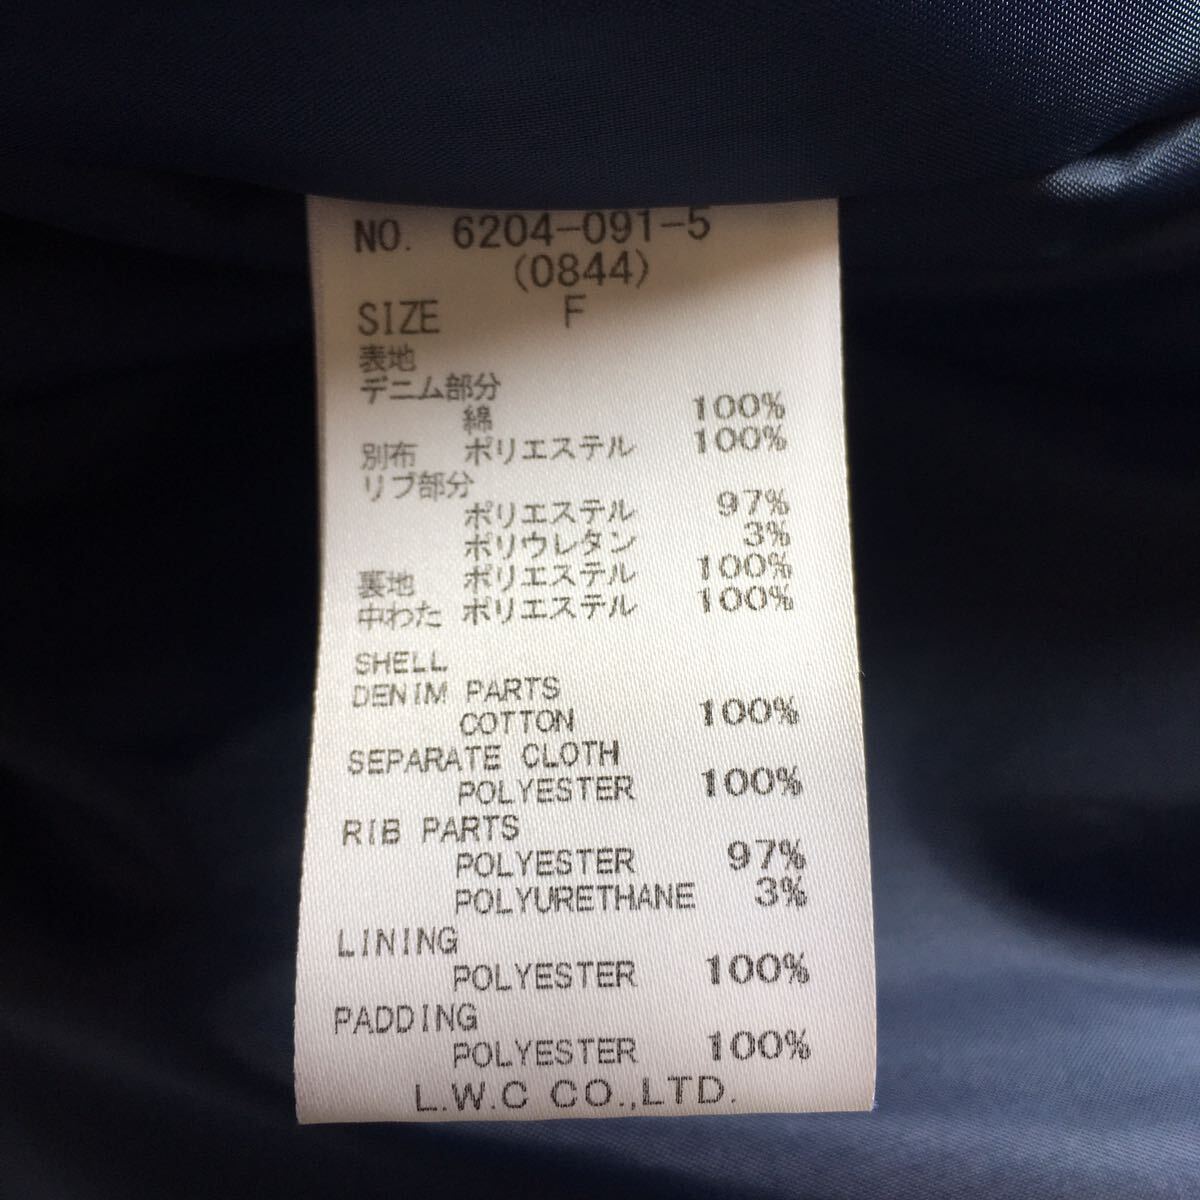 NO. 6204-091-5
(0844)
SIZE F
表地
デニム部分
綿 100%
別布 ポリエステル 100%
リブ部分
ポリエステル 97%
ポリウレタン 3%
裏地 ポリエステル 100%
中わた ポリエステル 100%
SHELL
DENIM PARTS
COTTON 100%
SEPARATE CLOTH
POLYESTER 100%
RIB PARTS
POLYESTER 97%
POLYURETHANE 3%
LINING
POLYESTER 100%
PADDING
POLYESTER 100%
L.W.C CO.,LTD.